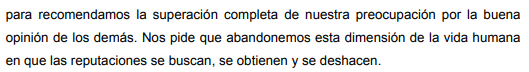 para recomendamos la superación completa de nuestra preocupación por la buena
opinión de los demás. Nos pide que abandonemos esta dimensión de la vida humana
en que las reputaciones se buscan, se obtienen y se deshacen.